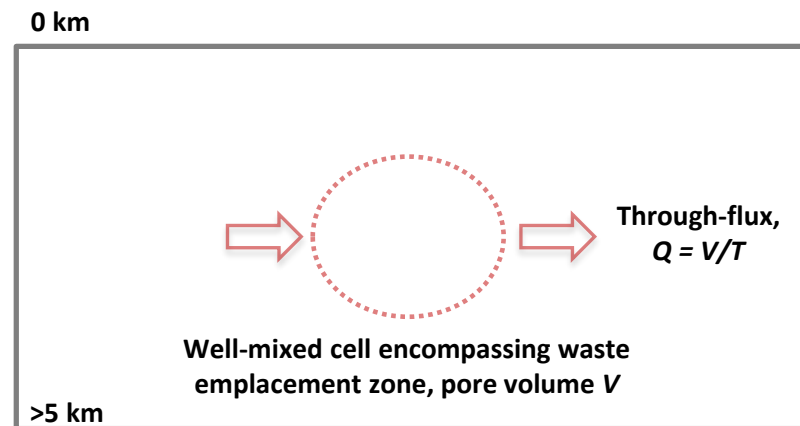 0 km
Through-flux,
Q = V/T
Well-mixed cell encompassing waste
emplacement zone, pore volume V
>5 km